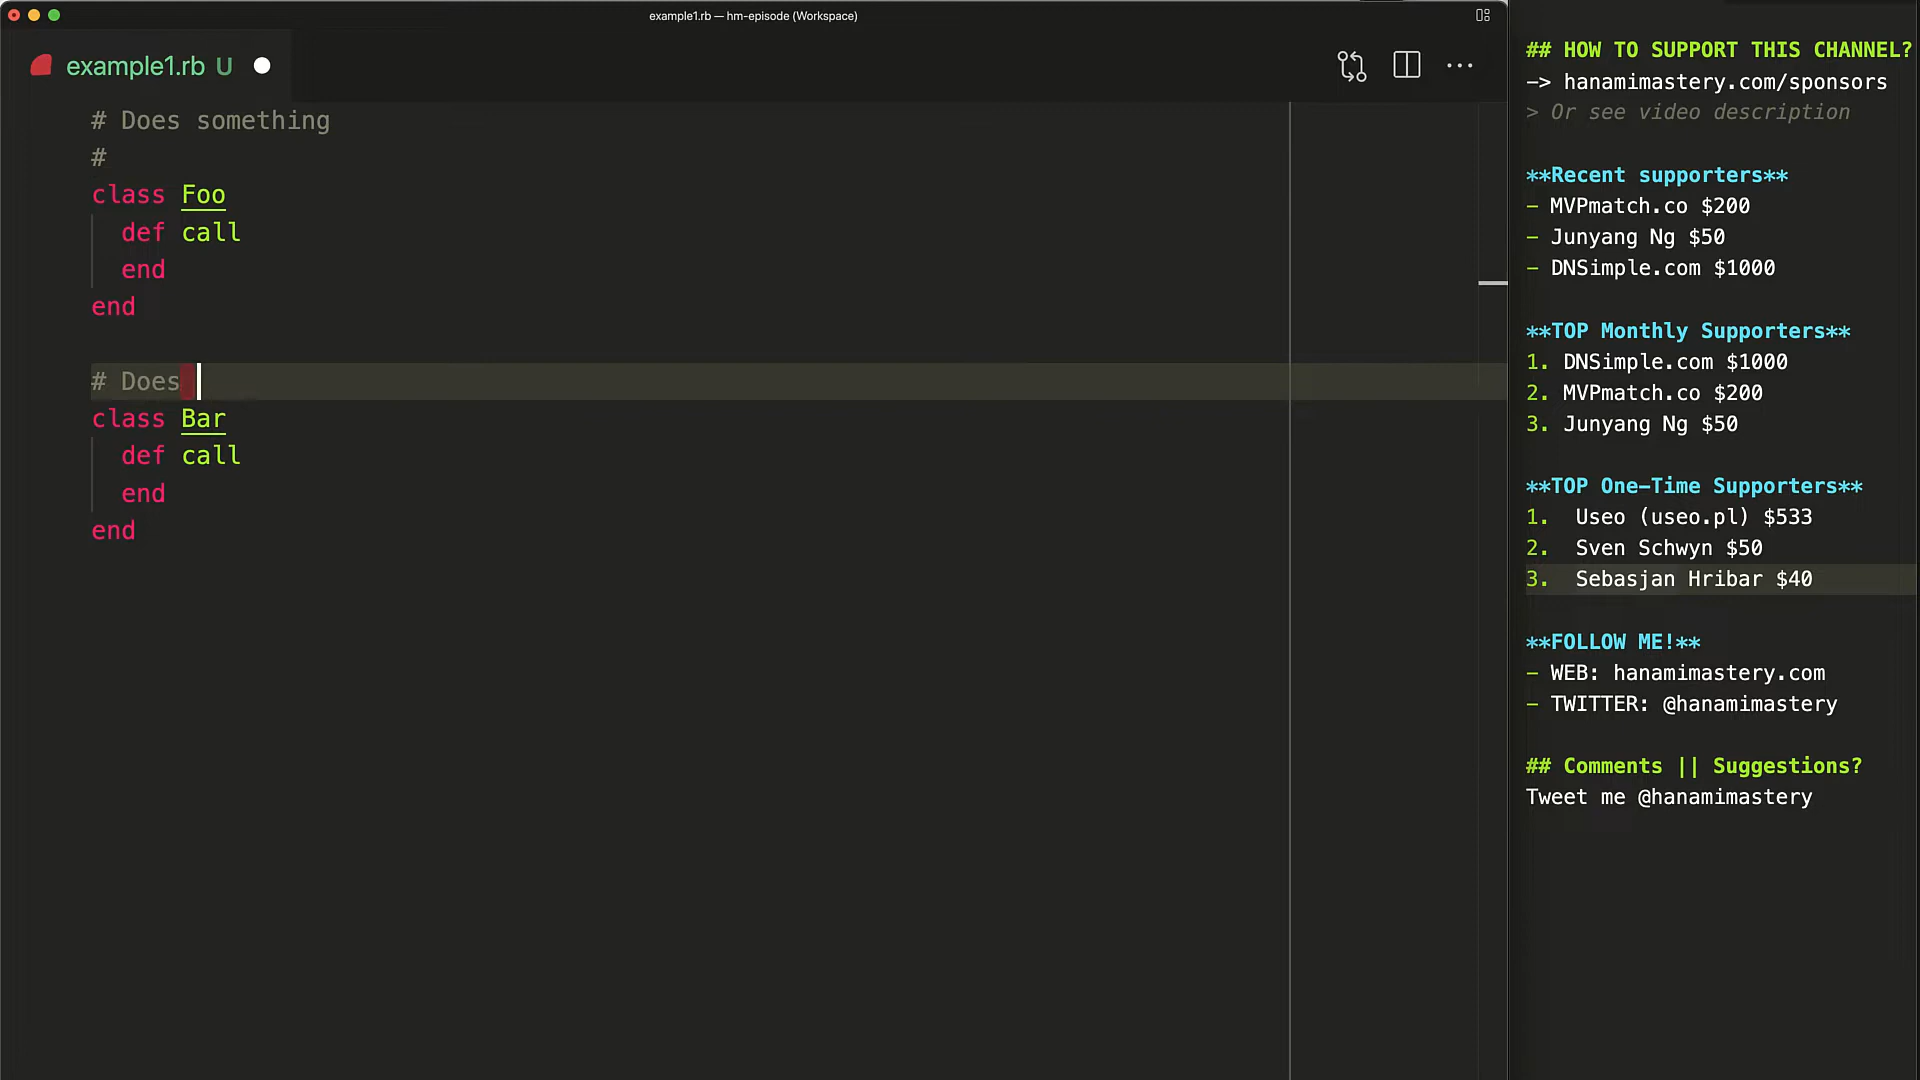 example1.rb — hm-episode (Workspace)
example1.rb U
# Does something
#
class Foo
  def call
  end
end

# Does
class Bar
  def call
  end
end

## HOW TO SUPPORT THIS CHANNEL?
—> hanamimastery.com/sponsors
> Or see video description

**Recent supporters**
- MVPmatch.co $200
- Junyang Ng $50
- DNSimple.com $1000

**TOP Monthly Supporters**
1. DNSimple.com $1000
2. MVPmatch.co $200
3. Junyang Ng $50

**TOP One-Time Supporters**
1.  Useo (useo.pl) $533
2.  Sven Schwyn $50
3.  Sebasjan Hribar $40

**FOLLOW ME!**
- WEB: hanamimastery.com
- TWITTER: @hanamimastery

## Comments || Suggestions?
Tweet me @hanamimastery